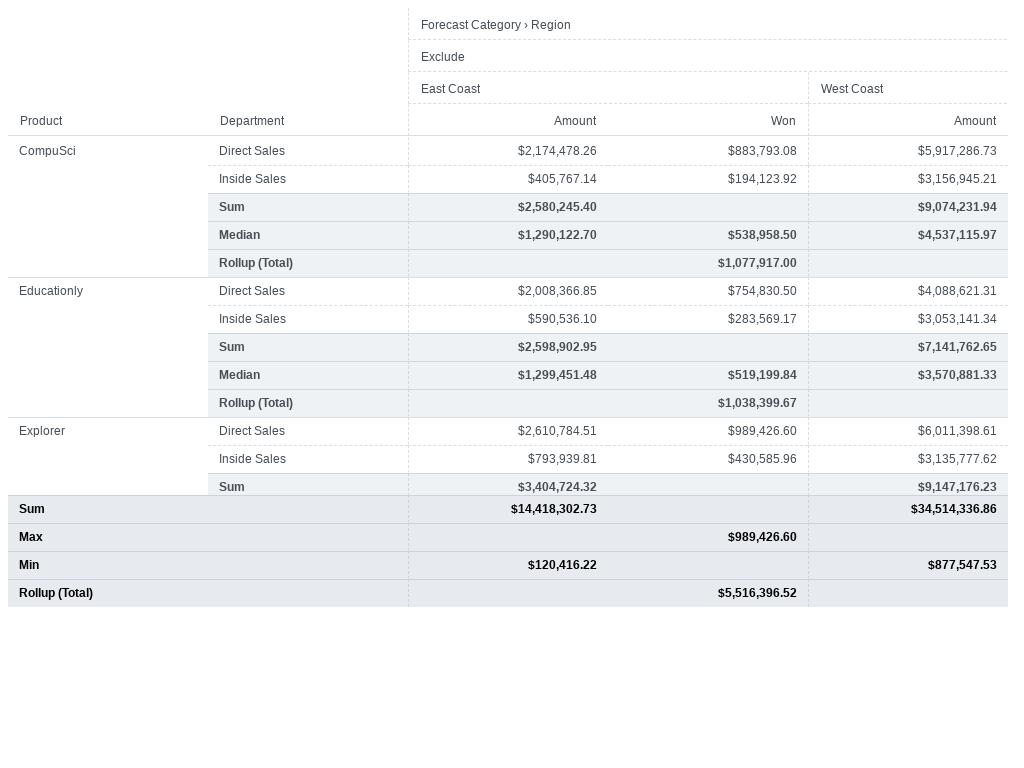 Forecast Category › Region
Exclude
East Coast West Coast
Product Department Amount Won Amount
CompuSci Direct Sales $2,174,478.26 $883,793.08 $5,917,286.73
Inside Sales $405,767.14 $194,123.92 $3,156,945.21
Sum $2,580,245.40 $9,074,231.94
Median $1,290,122.70 $538,958.50 $4,537,115.97
Rollup (Total) $1,077,917.00
Educationly Direct Sales $2,008,366.85 $754,830.50 $4,088,621.31
Inside Sales $590,536.10 $283,569.17 $3,053,141.34
Sum $2,598,902.95 $7,141,762.65
Median $1,299,451.48 $519,199.84 $3,570,881.33
Rollup (Total) $1,038,399.67
Explorer Direct Sales $2,610,784.51 $989,426.60 $6,011,398.61
Inside Sales $793,939.81 $430,585.96 $3,135,777.62
Sum $3,404,724.32 $9,147,176.23
Sum $14,418,302.73 $34,514,336.86
Max $989,426.60
Min $120,416.22 $877,547.53
Rollup (Total) $5,516,396.52